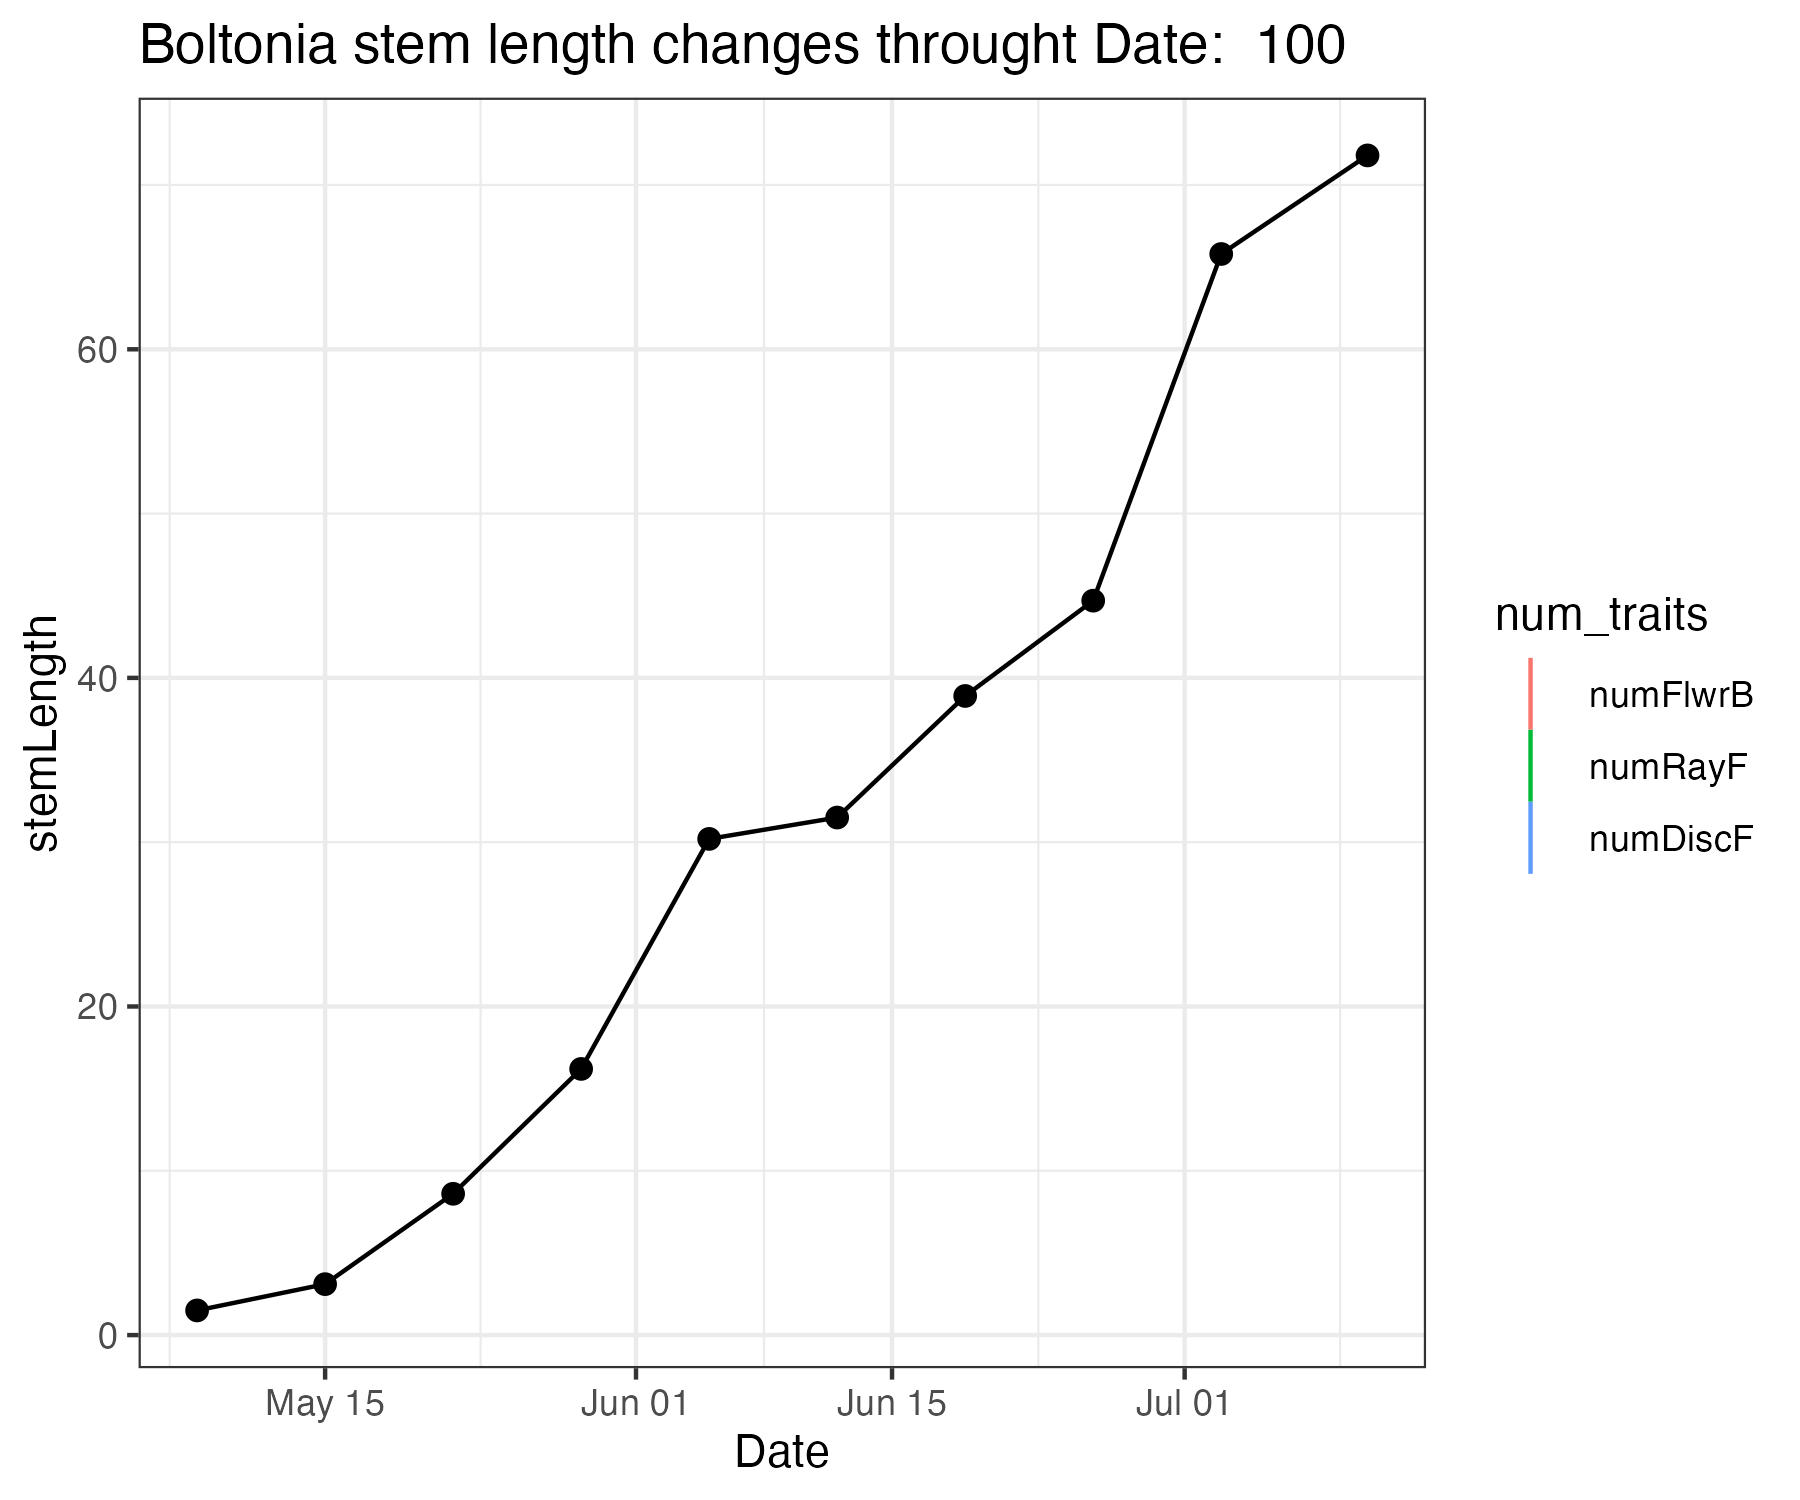 Boltonia stem length changes throught Date:  100
stemLength
60
40
20
0
May 15
Jun 01
Jun 15
Jul 01
Date
num_traits
numFlwrB
numRayF
numDiscF